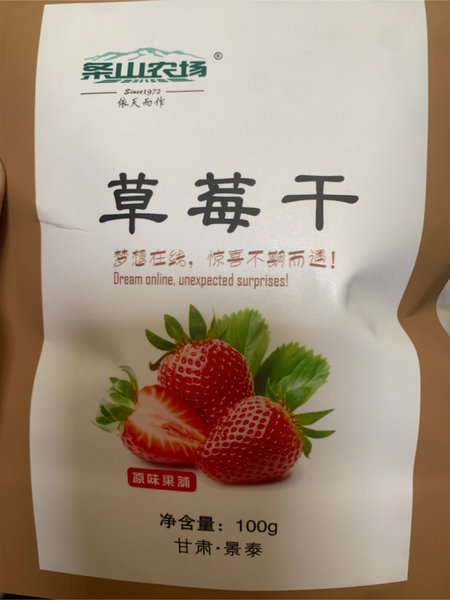 条山农场®
Since1972
依天而作
草莓干
梦想在线，惊喜不期而遇！
Dream online, unexpected surprises!
原味果脯
净含量：100g
甘肃·景泰